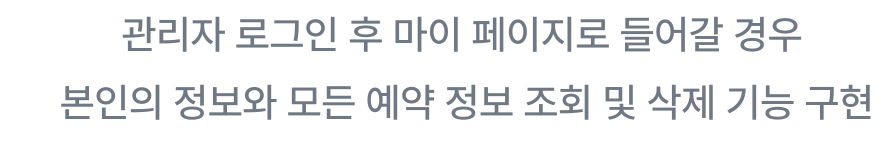 관리자 로그인 후 마이 페이지로 들어갈 경우
본인의 정보와 모든 예약 정보 조회 및 삭제 기능 구현